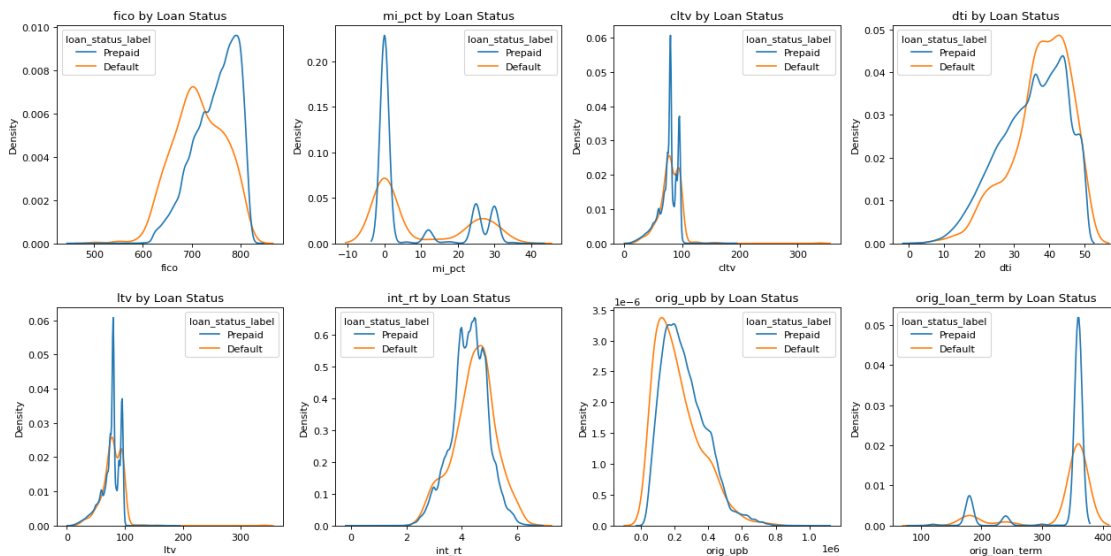 fico by Loan Status
loan_status_label
Prepaid
Default
Density
0.010
0.008
0.006
0.004
0.002
0.000
500 600 700 800
fico
mi_pct by Loan Status
loan_status_label
Prepaid
Default
Density
0.20
0.15
0.10
0.05
0.00
−10 0 10 20 30 40
mi_pct
cltv by Loan Status
loan_status_label
Prepaid
Default
Density
0.06
0.05
0.04
0.03
0.02
0.01
0.00
0 100 200 300
cltv
dti by Loan Status
loan_status_label
Prepaid
Default
Density
0.05
0.04
0.03
0.02
0.01
0.00
0 10 20 30 40 50
dti
ltv by Loan Status
loan_status_label
Prepaid
Default
Density
0.06
0.05
0.04
0.03
0.02
0.01
0.00
0 100 200 300
ltv
int_rt by Loan Status
loan_status_label
Prepaid
Default
Density
0.6
0.5
0.4
0.3
0.2
0.1
0.0
0 2 4 6
int_rt
1e−6
orig_upb by Loan Status
loan_status_label
Prepaid
Default
Density
3.5
3.0
2.5
2.0
1.5
1.0
0.5
0.0
0.0 0.2 0.4 0.6 0.8 1.0
1e6
orig_upb
orig_loan_term by Loan Status
loan_status_label
Prepaid
Default
Density
0.05
0.04
0.03
0.02
0.01
0.00
100 200 300
orig_loan_term